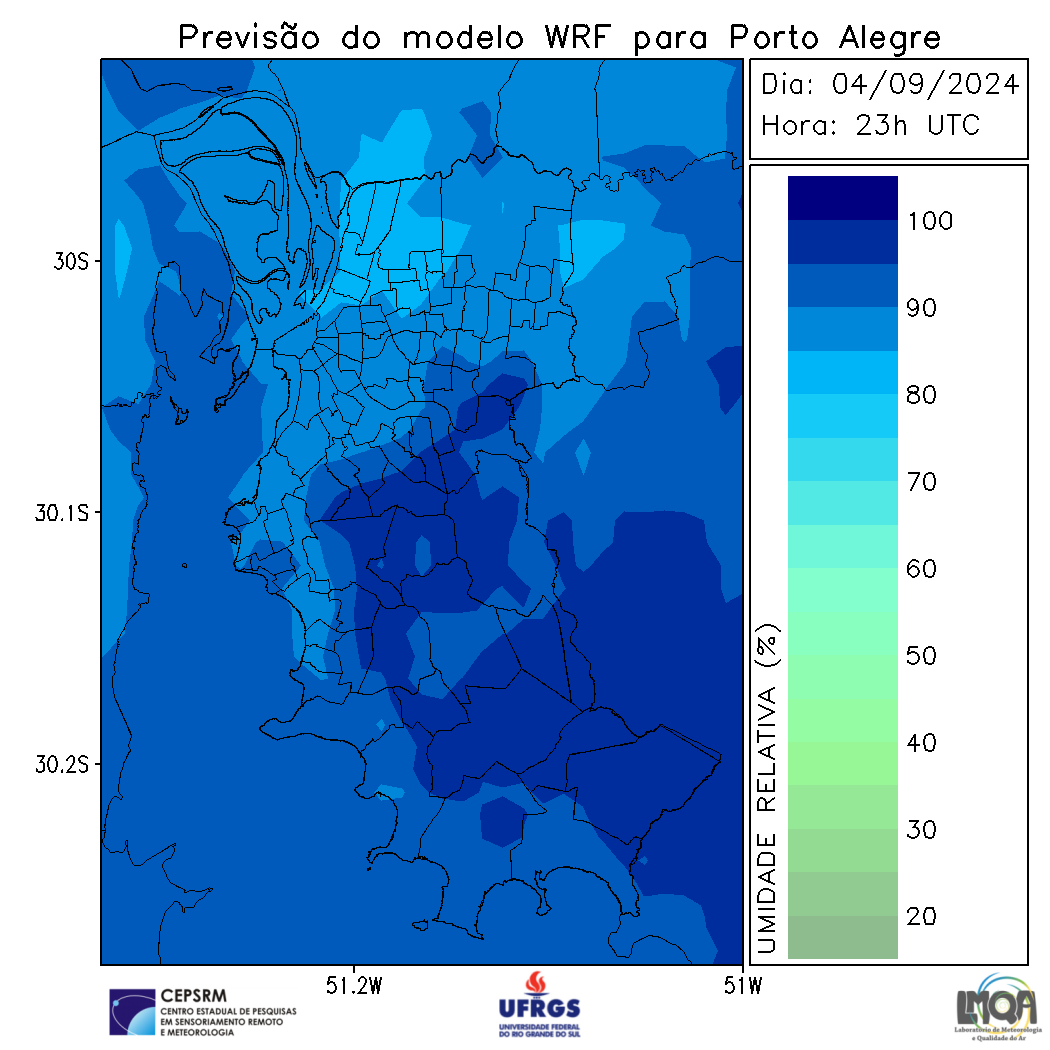 Previsão do modelo WRF para Porto Alegre
Dia: 04/09/2024
Hora: 23h UTC
100
90
80
70
60
50
40
30
20
UMIDADE RELATIVA (%)
30S
30.1S
30.2S
51.2W
51W
CEPSRM
CENTRO ESTADUAL DE PESQUISAS
EM SENSORIAMENTO REMOTO
E METEOROLOGIA
UFRGS
UNIVERSIDADE FEDERAL
DO RIO GRANDE DO SUL
LMQA
Laboratório de Meteorologia
e Qualidade do Ar